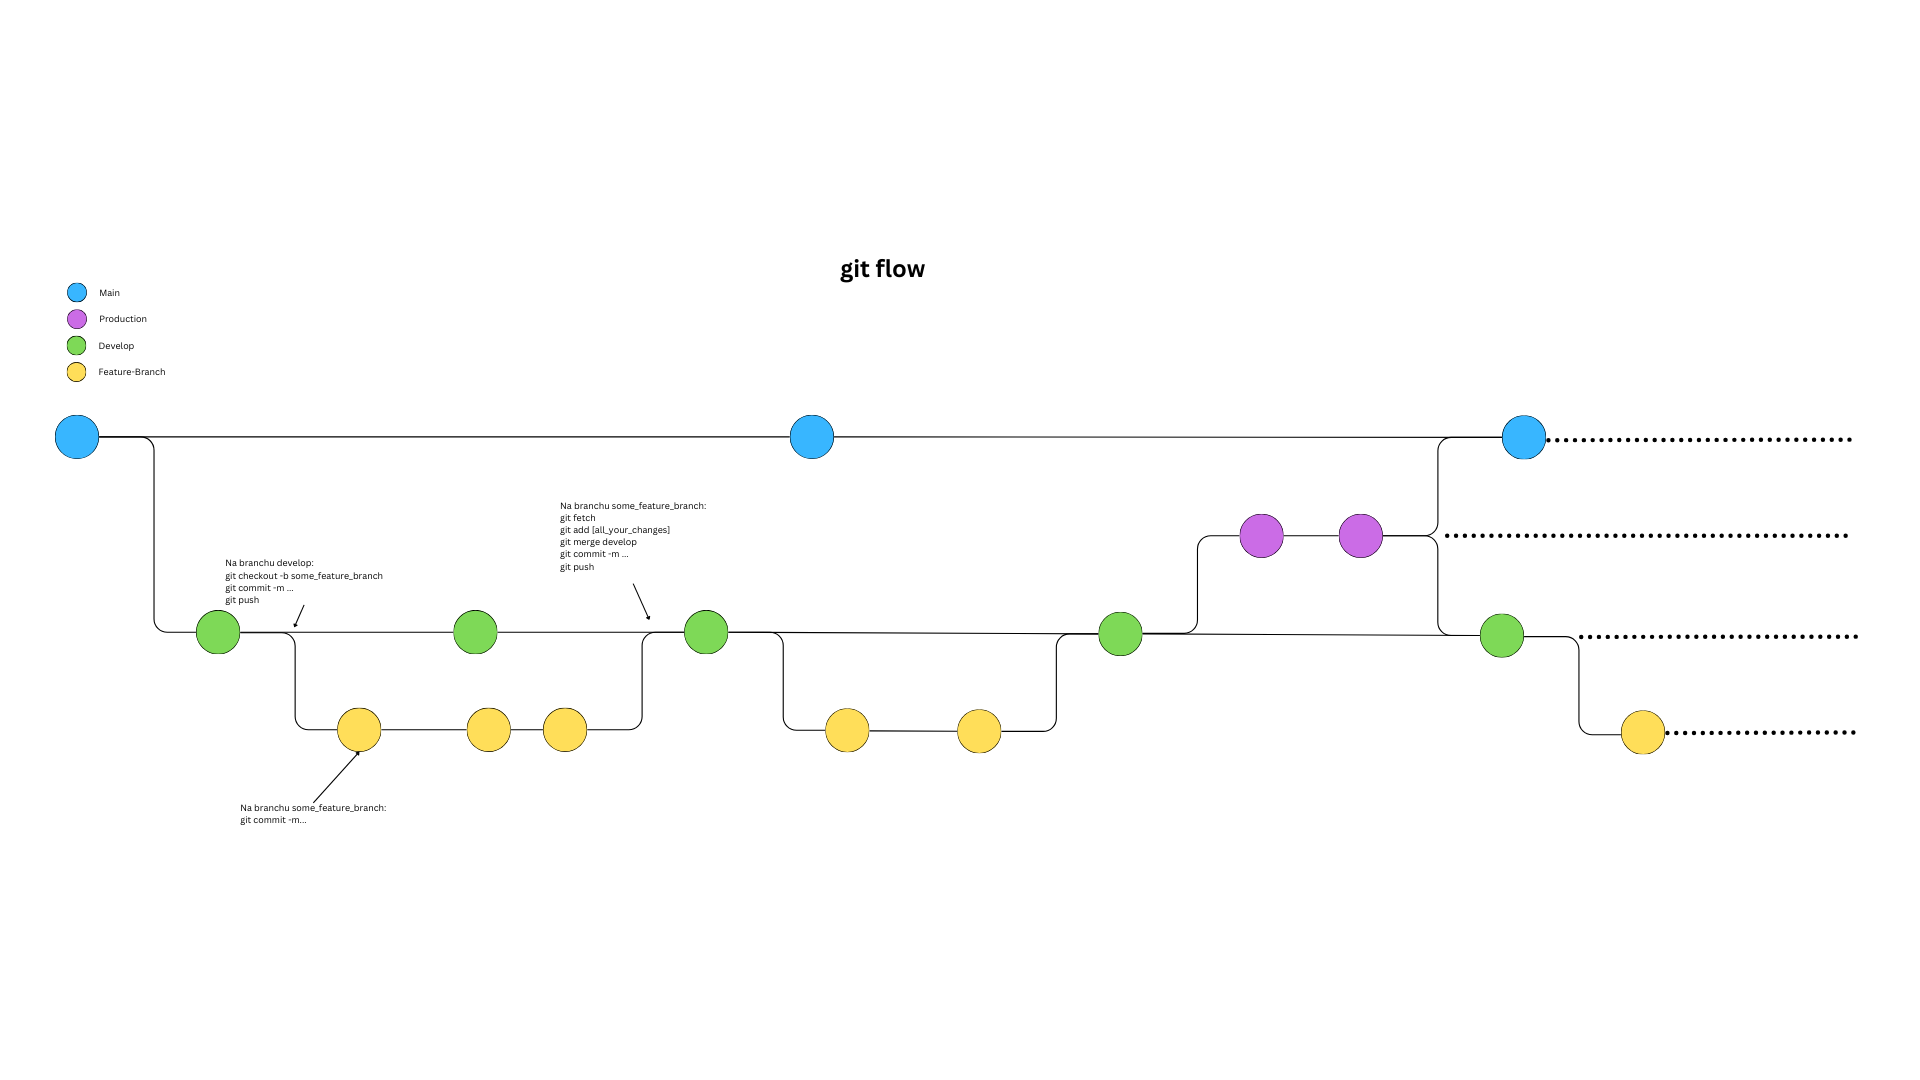 git flow
Main
Production
Develop
Feature-Branch
Na branchu some_feature_branch:
git fetch
git add [all_your_changes]
git merge develop
git commit -m ...
git push
Na branchu develop:
git checkout -b some_feature_branch
git commit -m ...
git push
Na branchu some_feature_branch:
git commit -m...